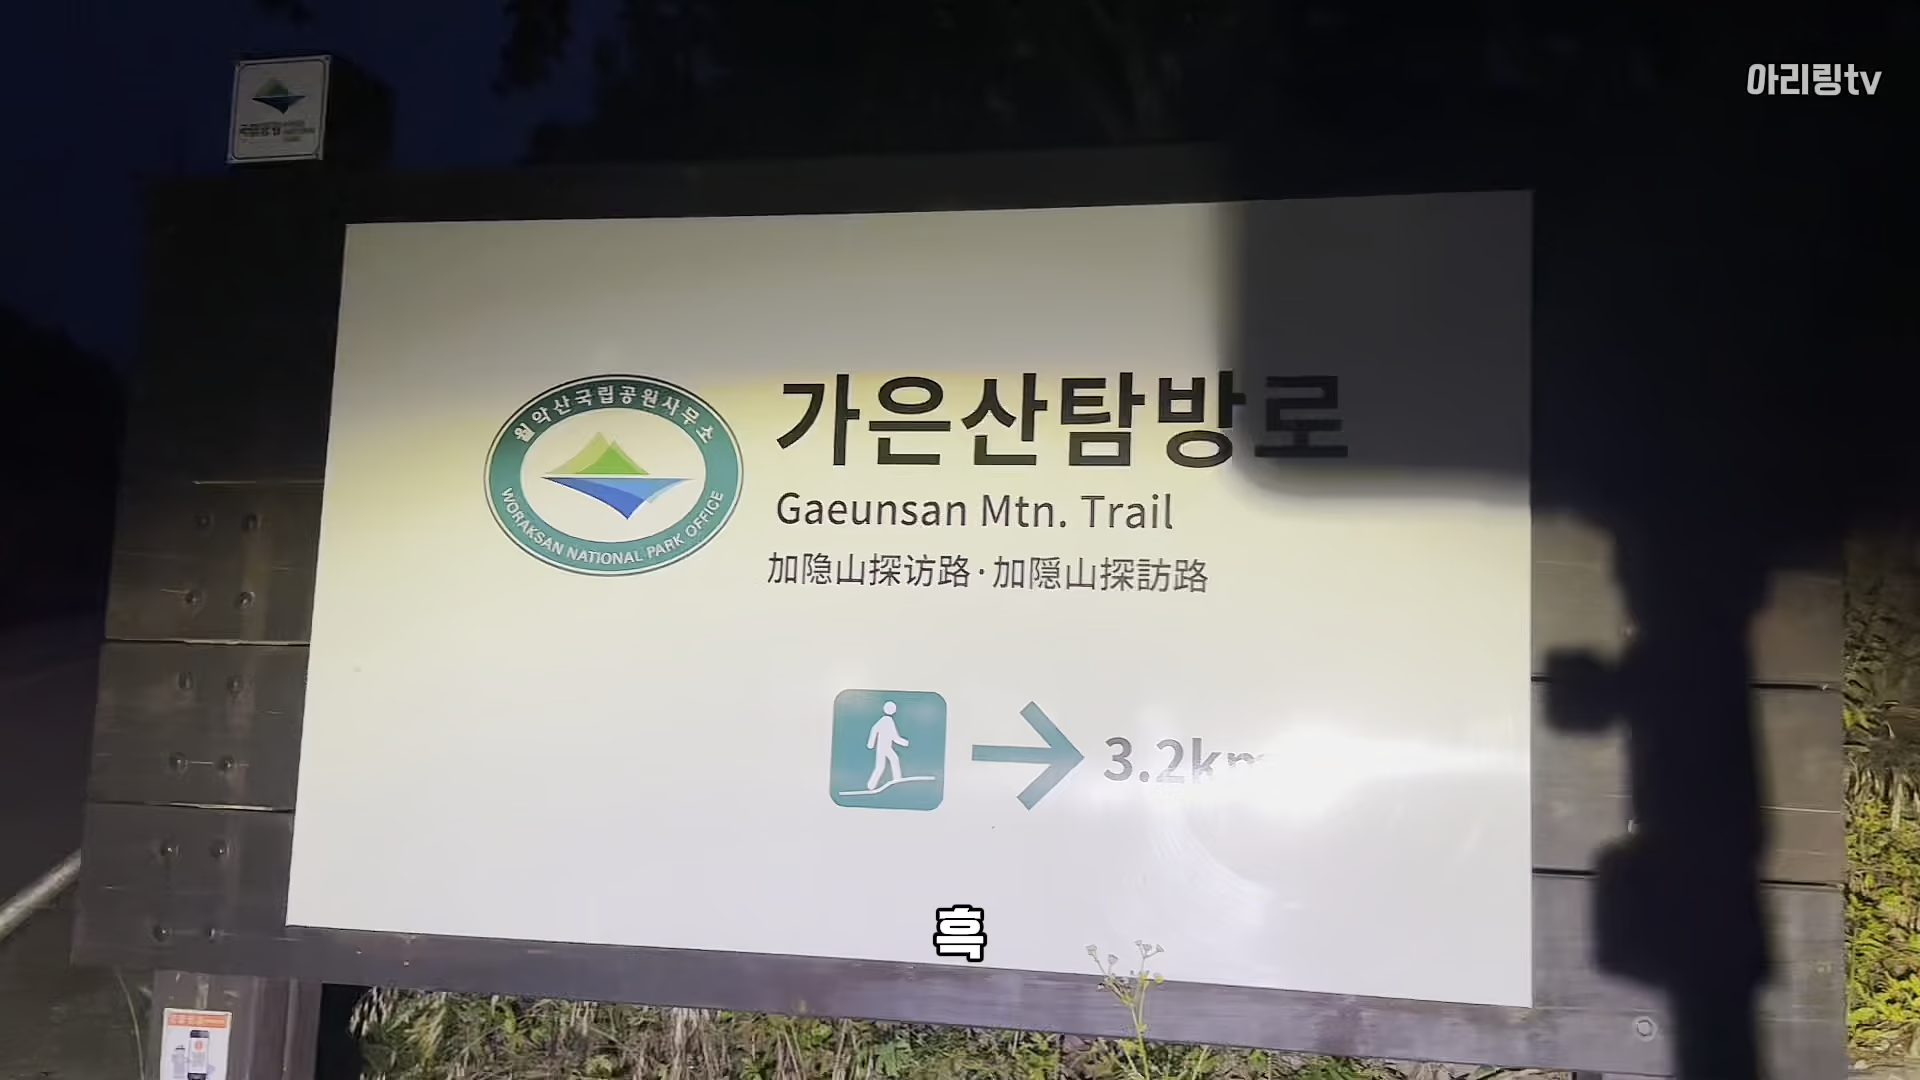 아리링tv
월악산국립공원사무소
WORAKSAN NATIONAL PARK OFFICE
가은산탐방로
Gaeunsan Mtn. Trail
加隐山探访路·加隠山探訪路
3.2km
흑